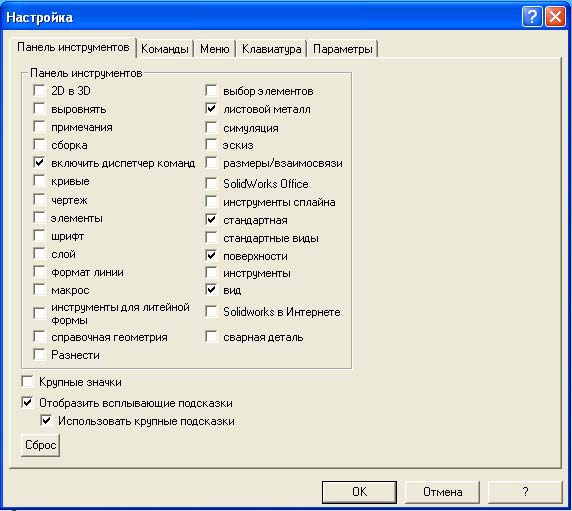 Настройка
Панель инструментов Команды Меню Клавиатура Параметры
Панель инструментов
2D в 3D
выровнять
примечания
сборка
включить диспетчер команд
кривые
чертеж
элементы
шрифт
слой
формат линии
макрос
инструменты для литейной
формы
справочная геометрия
Разнести
выбор элементов
листовой металл
симуляция
эскиз
размеры/взаимосвязи
SolidWorks Office
инструменты сплайна
стандартная
стандартные виды
поверхности
инструменты
вид
Solidworks в Интернете
сварная деталь
Крупные значки
Отобразить всплывающие подсказки
Использовать крупные подсказки
Сброс
OK Отмена ?